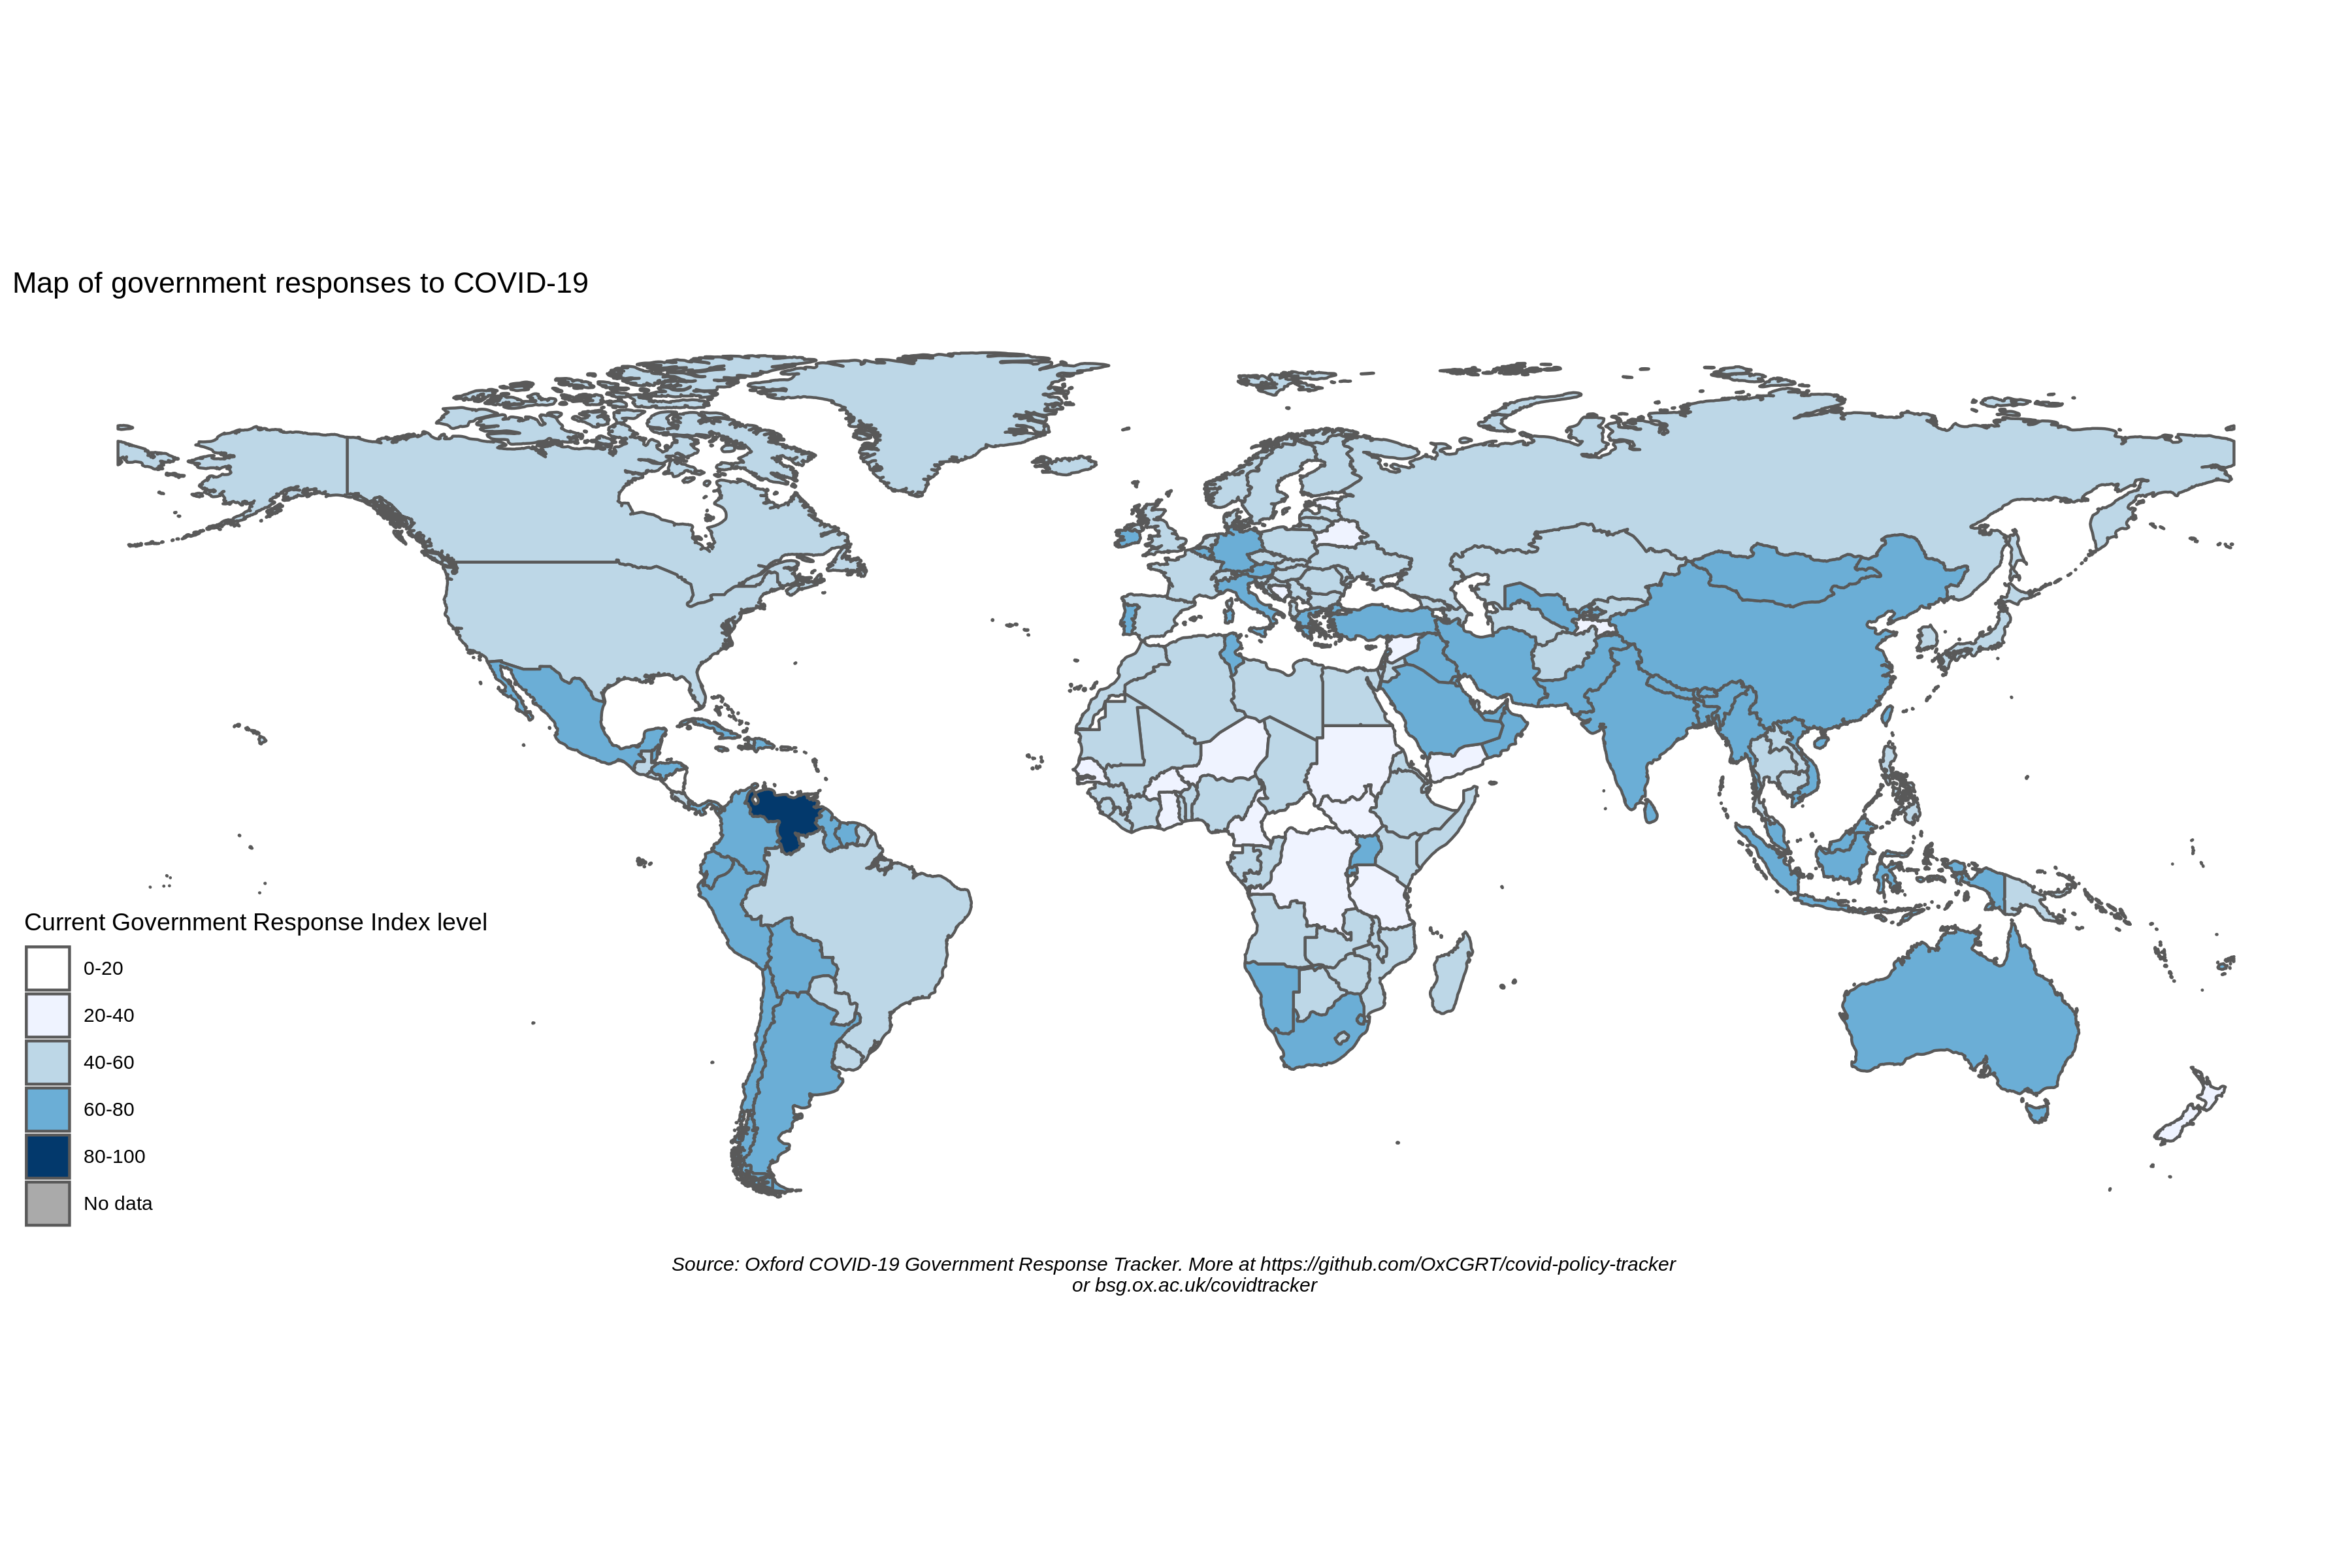 Map of government responses to COVID-19
Current Government Response Index level
0-20
20-40
40-60
60-80
80-100
No data
Source: Oxford COVID-19 Government Response Tracker. More at https://github.com/OxCGRT/covid-policy-tracker
or bsg.ox.ac.uk/covidtracker